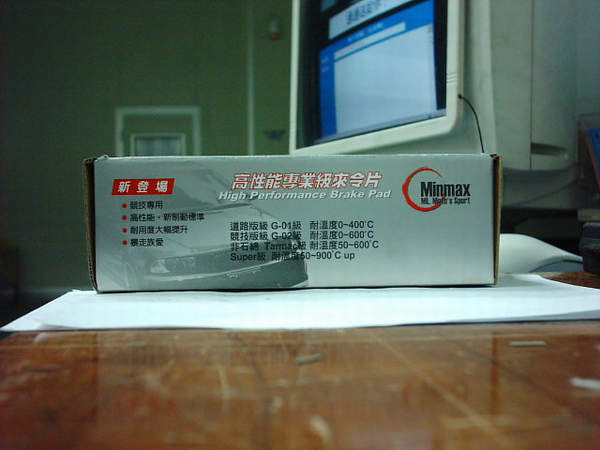 新登場
• 競技專用
• 高性能，新制動標準
• 耐用度大幅提升
• 暴走族愛
高性能專業級來令片
High Performance Brake Pad
道路版級 G-01級 耐溫度0~400°C
競技版級 G-02級 耐溫度0~600°C
非石綿 Tarmac級 耐溫度50~600°C
Super級 耐溫度50~900°C up
Minmax